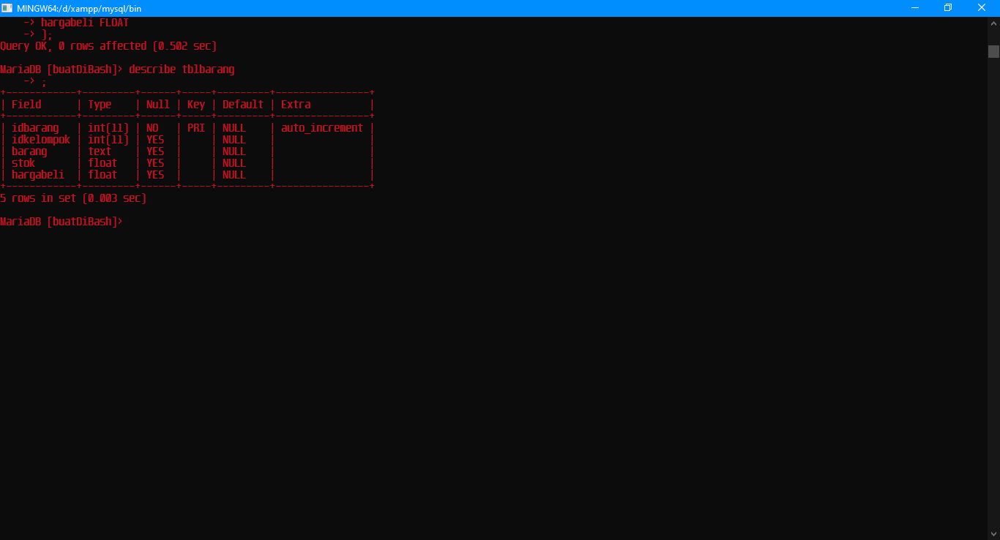 MINGW64:/d/xampp/mysql/bin
    -> hargabeli FLOAT
    -> );
Query OK, 0 rows affected (0.502 sec)
MariaDB [buatDiBash]> describe tblbarang
    -> ;
+------------+---------+------+-----+---------+----------------+
| Field      | Type    | Null | Key | Default | Extra          |
+------------+---------+------+-----+---------+----------------+
| idbarang   | int(11) | NO   | PRI | NULL    | auto_increment |
| idkelompok | int(11) | YES  |     | NULL    |                |
| barang     | text    | YES  |     | NULL    |                |
| stok       | float   | YES  |     | NULL    |                |
| hargabeli  | float   | YES  |     | NULL    |                |
+------------+---------+------+-----+---------+----------------+
5 rows in set (0.003 sec)
MariaDB [buatDiBash]>